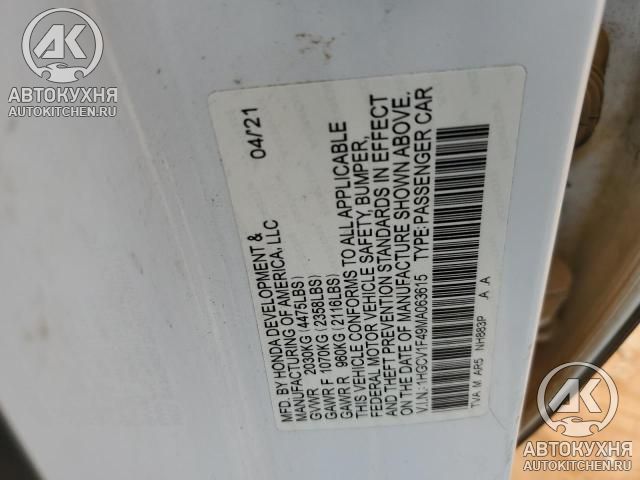 MFD. BY HONDA DEVELOPMENT &
MANUFACTURING OF AMERICA, LLC
04/21
GVWR 2030KG (4475LBS)
GAWR F 1070KG (2358LBS)
GAWR R 960KG (2116LBS)
THIS VEHICLE CONFORMS TO ALL APPLICABLE
FEDERAL MOTOR VEHICLE SAFETY, BUMPER,
AND THEFT PREVENTION STANDARDS IN EFFECT
ON THE DATE OF MANUFACTURE SHOWN ABOVE.
V.I.N.: 1HGCV1F49MA063615 TYPE:PASSENGER CAR
TVA M AR5 NH883P A A
AK
АВТОКУХНЯ
AUTOKITCHEN.RU
AK
АВТОКУХНЯ
AUTOKITCHEN.RU